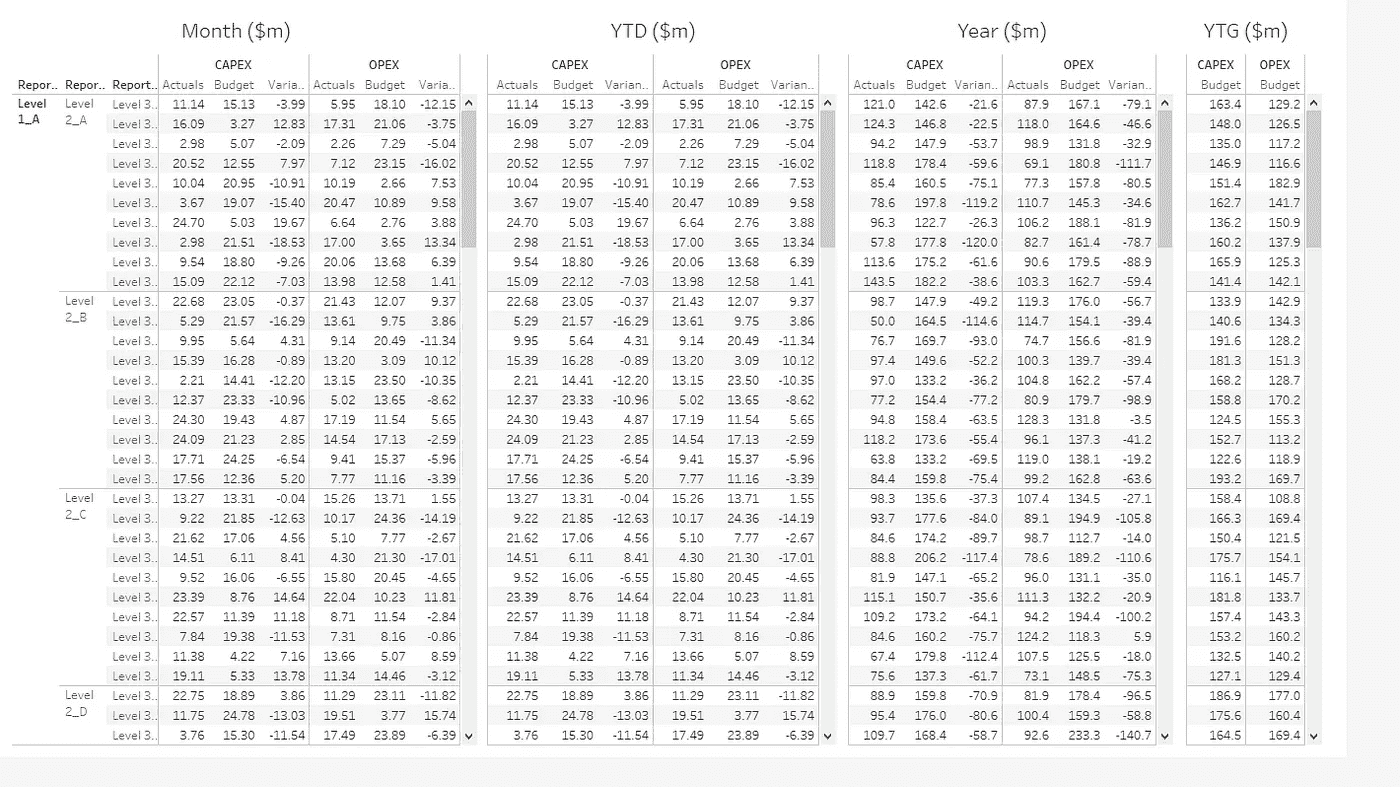 Month ($m) YTD ($m) Year ($m) YTG ($m)
CAPEX OPEX CAPEX OPEX CAPEX OPEX CAPEX OPEX
Repor.. Repor.. Report.. Actuals Budget Varia.. Actuals Budget Varia.. Actuals Budget Varian.. Actuals Budget Varian.. Actuals Budget Varian.. Actuals Budget Varian.. Budget Budget
Level 1_A Level 2_A Level 3.. 11.14 15.13 -3.99 5.95 18.10 -12.15 11.14 15.13 -3.99 5.95 18.10 -12.15 121.0 142.6 -21.6 87.9 167.1 -79.1 163.4 129.2
Level 3.. 16.09 3.27 12.83 17.31 21.06 -3.75 16.09 3.27 12.83 17.31 21.06 -3.75 124.3 146.8 -22.5 118.0 164.6 -46.6 148.0 126.5
Level 3.. 2.98 5.07 -2.09 2.26 7.29 -5.04 2.98 5.07 -2.09 2.26 7.29 -5.04 94.2 147.9 -53.7 98.9 131.8 -32.9 135.0 117.2
Level 3.. 20.52 12.55 7.97 7.12 23.15 -16.02 20.52 12.55 7.97 7.12 23.15 -16.02 118.8 178.4 -59.6 69.1 180.8 -111.7 146.9 116.6
Level 3.. 10.04 20.95 -10.91 10.19 2.66 7.53 10.04 20.95 -10.91 10.19 2.66 7.53 85.4 160.5 -75.1 77.3 157.8 -80.5 151.4 182.9
Level 3.. 3.67 19.07 -15.40 20.47 10.89 9.58 3.67 19.07 -15.40 20.47 10.89 9.58 78.6 197.8 -119.2 110.7 145.3 -34.6 162.7 141.7
Level 3.. 24.70 5.03 19.67 6.64 2.76 3.88 24.70 5.03 19.67 6.64 2.76 3.88 96.3 122.7 -26.3 106.2 188.1 -81.9 136.2 150.9
Level 3.. 2.98 21.51 -18.53 17.00 3.65 13.34 2.98 21.51 -18.53 17.00 3.65 13.34 57.8 177.8 -120.0 82.7 161.4 -78.7 160.2 137.9
Level 3.. 9.54 18.80 -9.26 20.06 13.68 6.39 9.54 18.80 -9.26 20.06 13.68 6.39 113.6 175.2 -61.6 90.6 179.5 -88.9 165.9 125.3
Level 3.. 15.09 22.12 -7.03 13.98 12.58 1.41 15.09 22.12 -7.03 13.98 12.58 1.41 143.5 182.2 -38.6 103.3 162.7 -59.4 141.4 142.1
Level 2_B Level 3.. 22.68 23.05 -0.37 21.43 12.07 9.37 22.68 23.05 -0.37 21.43 12.07 9.37 98.7 147.9 -49.2 119.3 176.0 -56.7 133.9 142.9
Level 3.. 5.29 21.57 -16.29 13.61 9.75 3.86 5.29 21.57 -16.29 13.61 9.75 3.86 50.0 164.5 -114.6 114.7 154.1 -39.4 140.6 134.3
Level 3.. 9.95 5.64 4.31 9.14 20.49 -11.34 9.95 5.64 4.31 9.14 20.49 -11.34 76.7 169.7 -93.0 74.7 156.6 -81.9 191.6 128.2
Level 3.. 15.39 16.28 -0.89 13.20 3.09 10.12 15.39 16.28 -0.89 13.20 3.09 10.12 97.4 149.6 -52.2 100.3 139.7 -39.4 181.3 151.3
Level 3.. 2.21 14.41 -12.20 13.15 23.50 -10.35 2.21 14.41 -12.20 13.15 23.50 -10.35 97.0 133.2 -36.2 104.8 162.2 -57.4 168.2 128.7
Level 3.. 12.37 23.33 -10.96 5.02 13.65 -8.62 12.37 23.33 -10.96 5.02 13.65 -8.62 77.2 154.4 -77.2 80.9 179.7 -98.9 158.8 170.2
Level 3.. 24.30 19.43 4.87 17.19 11.54 5.65 24.30 19.43 4.87 17.19 11.54 5.65 94.8 158.4 -63.5 128.3 131.8 -3.5 124.5 155.3
Level 3.. 24.09 21.23 2.85 14.54 17.13 -2.59 24.09 21.23 2.85 14.54 17.13 -2.59 118.2 173.6 -55.4 96.1 137.3 -41.2 152.7 113.2
Level 3.. 17.71 24.25 -6.54 9.41 15.37 -5.96 17.71 24.25 -6.54 9.41 15.37 -5.96 63.8 133.2 -69.5 119.0 138.1 -19.2 122.6 118.9
Level 3.. 17.56 12.36 5.20 7.77 11.16 -3.39 17.56 12.36 5.20 7.77 11.16 -3.39 84.4 159.8 -75.4 99.2 162.8 -63.6 193.2 169.7
Level 2_C Level 3.. 13.27 13.31 -0.04 15.26 13.71 1.55 13.27 13.31 -0.04 15.26 13.71 1.55 98.3 135.6 -37.3 107.4 134.5 -27.1 158.4 108.8
Level 3.. 9.22 21.85 -12.63 10.17 24.36 -14.19 9.22 21.85 -12.63 10.17 24.36 -14.19 93.7 177.6 -84.0 89.1 194.9 -105.8 166.3 169.4
Level 3.. 21.62 17.06 4.56 5.10 7.77 -2.67 21.62 17.06 4.56 5.10 7.77 -2.67 84.6 174.2 -89.7 98.7 112.7 -14.0 150.4 121.5
Level 3.. 14.51 6.11 8.41 4.30 21.30 -17.01 14.51 6.11 8.41 4.30 21.30 -17.01 88.8 206.2 -117.4 78.6 189.2 -110.6 175.7 154.1
Level 3.. 9.52 16.06 -6.55 15.80 20.45 -4.65 9.52 16.06 -6.55 15.80 20.45 -4.65 81.9 147.1 -65.2 96.0 131.1 -35.0 116.1 145.7
Level 3.. 23.39 8.76 14.64 22.04 10.23 11.81 23.39 8.76 14.64 22.04 10.23 11.81 115.1 150.7 -35.6 111.3 132.2 -20.9 181.8 133.7
Level 3.. 22.57 11.39 11.18 8.71 11.54 -2.84 22.57 11.39 11.18 8.71 11.54 -2.84 109.2 173.2 -64.1 94.2 194.4 -100.2 157.4 143.3
Level 3.. 7.84 19.38 -11.53 7.31 8.16 -0.86 7.84 19.38 -11.53 7.31 8.16 -0.86 84.6 160.2 -75.7 124.2 118.3 5.9 153.2 160.2
Level 3.. 11.38 4.22 7.16 13.66 5.07 8.59 11.38 4.22 7.16 13.66 5.07 8.59 67.4 179.8 -112.4 107.5 125.5 -18.0 132.5 140.2
Level 3.. 19.11 5.33 13.78 11.34 14.46 -3.12 19.11 5.33 13.78 11.34 14.46 -3.12 75.6 137.3 -61.7 73.1 148.5 -75.3 127.1 129.4
Level 2_D Level 3.. 22.75 18.89 3.86 11.29 23.11 -11.82 22.75 18.89 3.86 11.29 23.11 -11.82 88.9 159.8 -70.9 81.9 178.4 -96.5 186.9 177.0
Level 3.. 11.75 24.78 -13.03 19.51 3.77 15.74 11.75 24.78 -13.03 19.51 3.77 15.74 95.4 176.0 -80.6 100.4 159.3 -58.8 175.6 160.4
Level 3.. 3.76 15.30 -11.54 17.49 23.89 -6.39 3.76 15.30 -11.54 17.49 23.89 -6.39 109.7 168.4 -58.7 92.6 233.3 -140.7 164.5 169.4